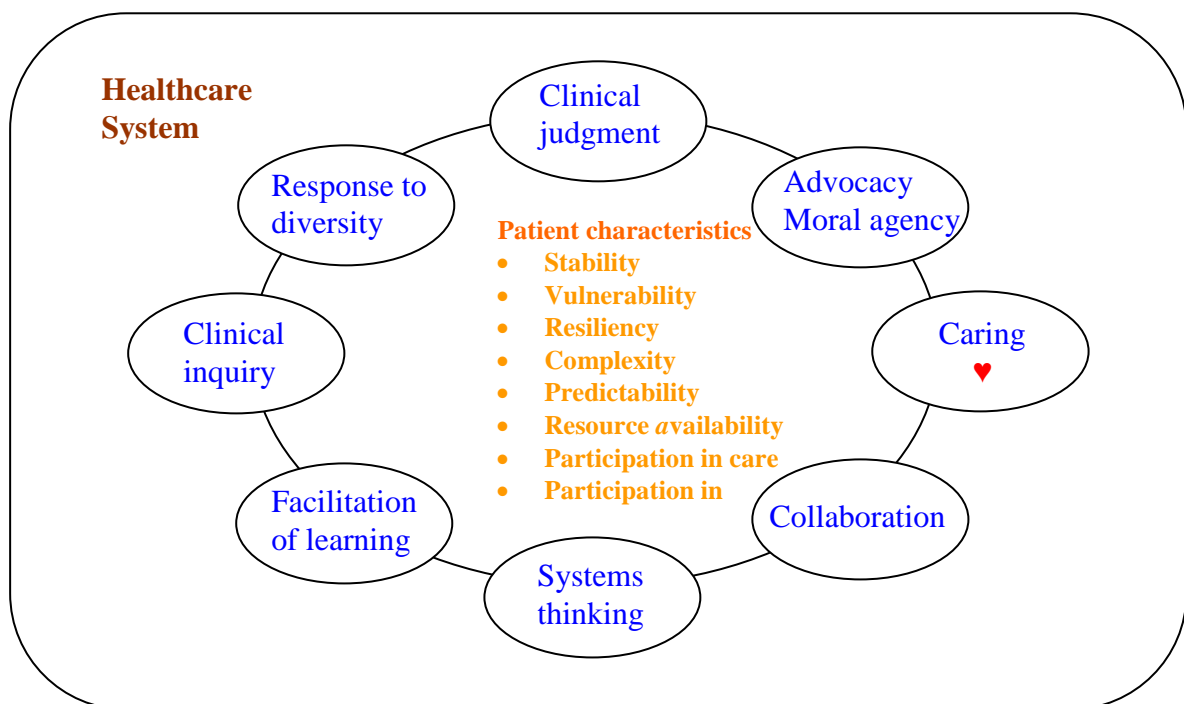 Healthcare
System
Clinical
judgment
Advocacy
Moral agency
Caring
♥
Collaboration
Systems
thinking
Facilitation
of learning
Clinical
inquiry
Response to
diversity
Patient characteristics
• Stability
• Vulnerability
• Resiliency
• Complexity
• Predictability
• Resource availability
• Participation in care
• Participation in